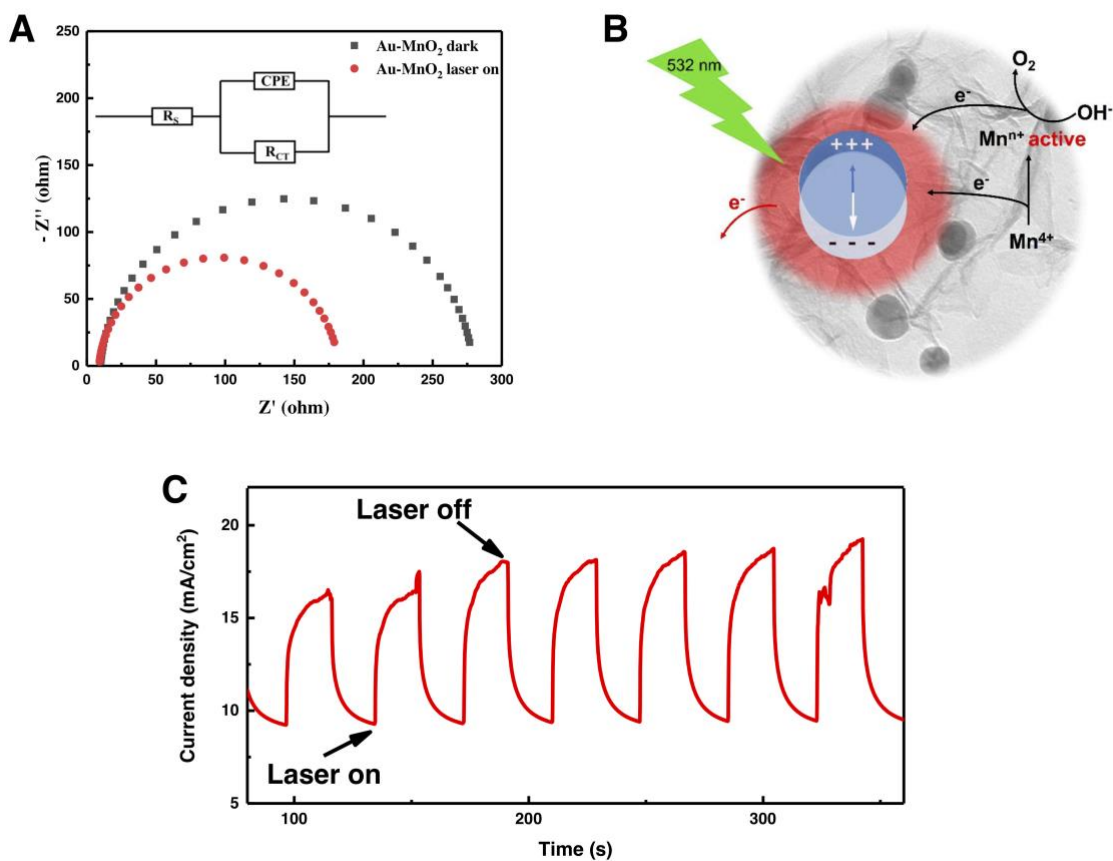 A
250
200
150
100
50
0
- Z" (ohm)
0 50 100 150 200 250 300
Z' (ohm)
Au-MnO₂ dark
Au-MnO₂ laser on
CPE
R_S
R_CT
B
532 nm
+ + +
- - -
e⁻
e⁻
e⁻
O₂
OH⁻
Mnⁿ⁺ active
Mn⁴⁺
C
Laser off
Laser on
20
15
10
5
Current density (mA/cm²)
100 200 300
Time (s)